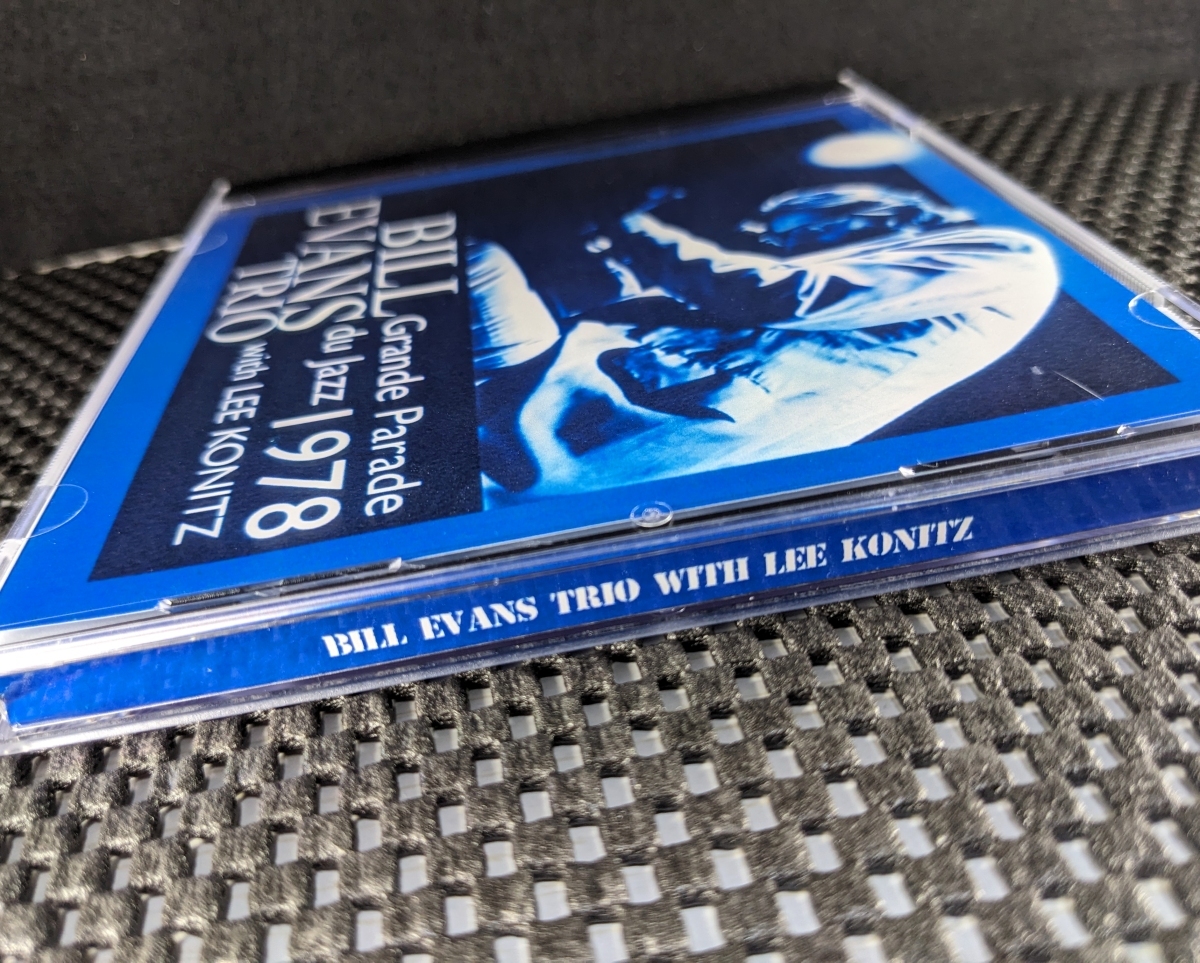 BILL Grande Parade
EVANS du Jazz 1978
TRIO with LEE KONITZ
BILL EVANS TRIO WITH LEE KONITZ